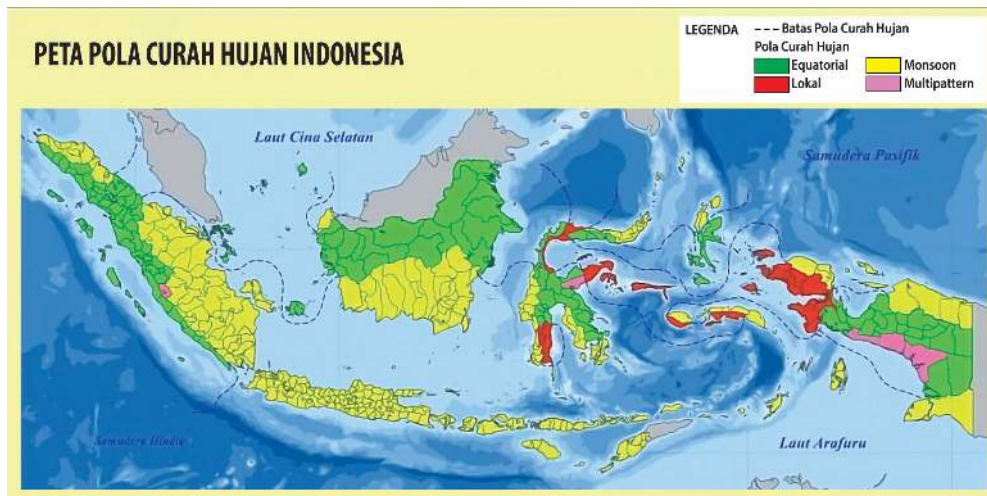 PETA POLA CURAH HUJAN INDONESIA
LEGENDA
--- Batas Pola Curah Hujan
Pola Curah Hujan
Equatorial
Monsoon
Lokal
Multipattern
Laut Cina Selatan
Samudera Pasifik
Samudera Hindia
Laut Arafuru